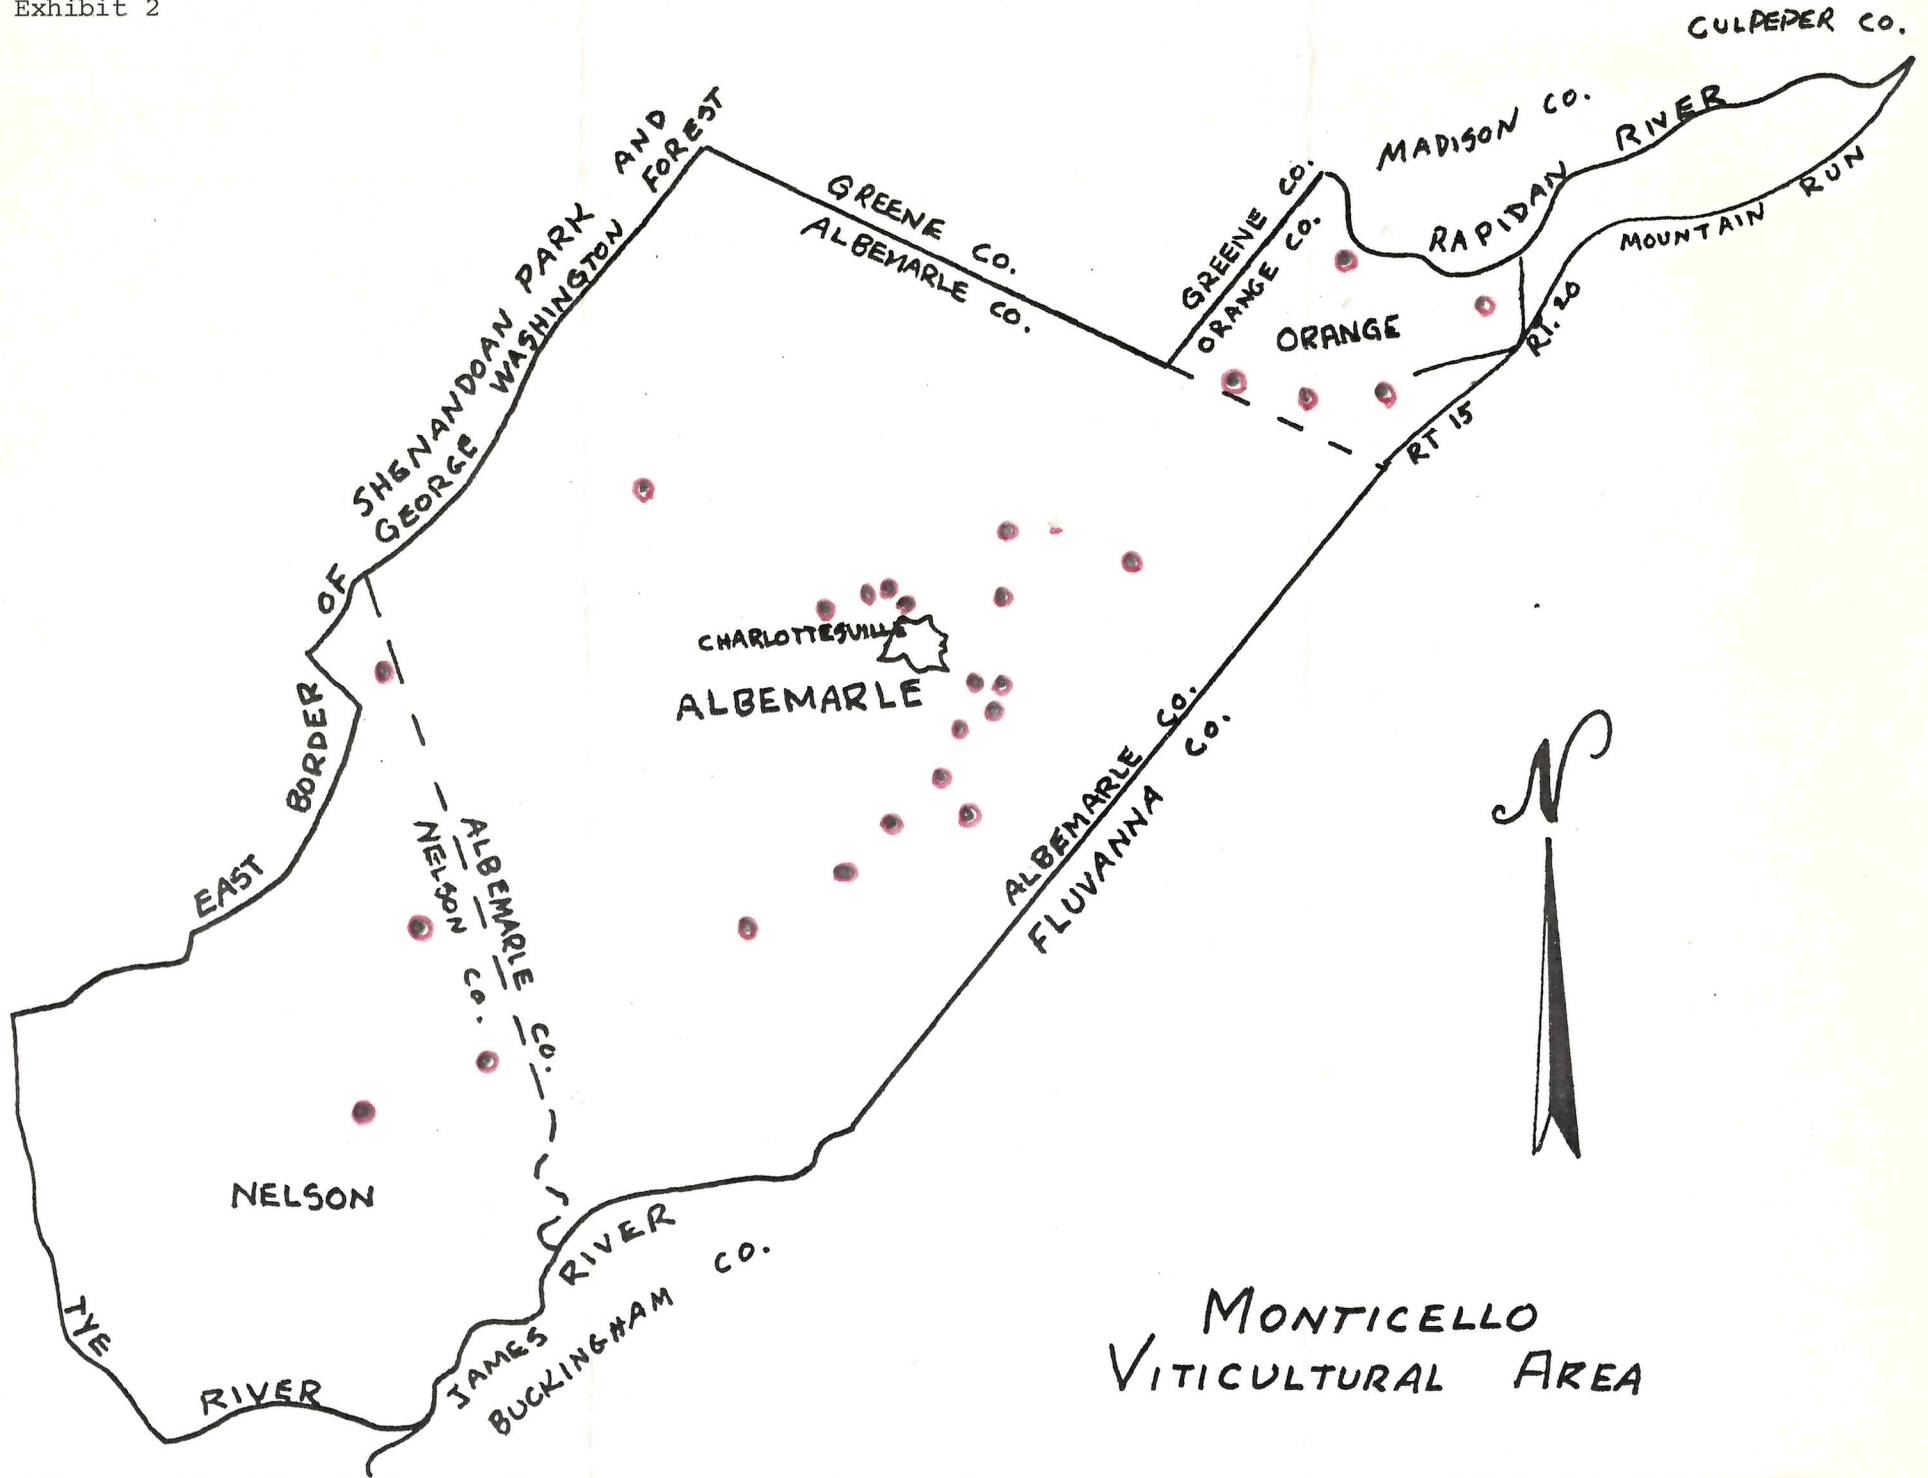 Exhibit 2
CULPEPER CO.
MADISON CO.
RAPIDAN RIVER
MOUNTAIN RUN
GREENE CO.
ORANGE CO.
GREENE CO.
ALBEMARLE CO.
ORANGE
RT. 20
RT 15
EAST BORDER OF SHENANDOAN PARK AND
GEORGE WASHINGTON FOREST
CHARLOTTESVILLE
ALBEMARLE
ALBEMARLE CO.
FLUVANNA CO.
ALBEMARLE CO.
NELSON CO.
N
NELSON
TYE RIVER
JAMES RIVER
BUCKINGHAM CO.
MONTICELLO
VITICULTURAL AREA